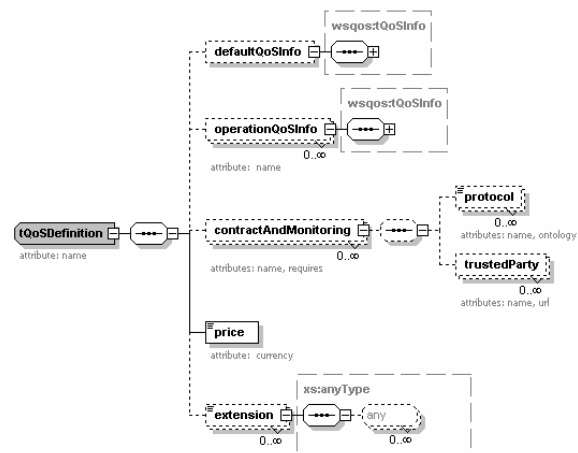 wsqos:tQoSInfo
defaultQoSInfo
wsqos:tQoSInfo
operationQoSInfo
0..∞
attribute: name
protocol
0..∞
attributes: name, ontology
tQoSDefinition
attribute: name
contractAndMonitoring
0..∞
attributes: name, requires
trustedParty
0..∞
attributes: name, url
price
attribute: currency
xs:anyType
extension
0..∞
any
0..∞